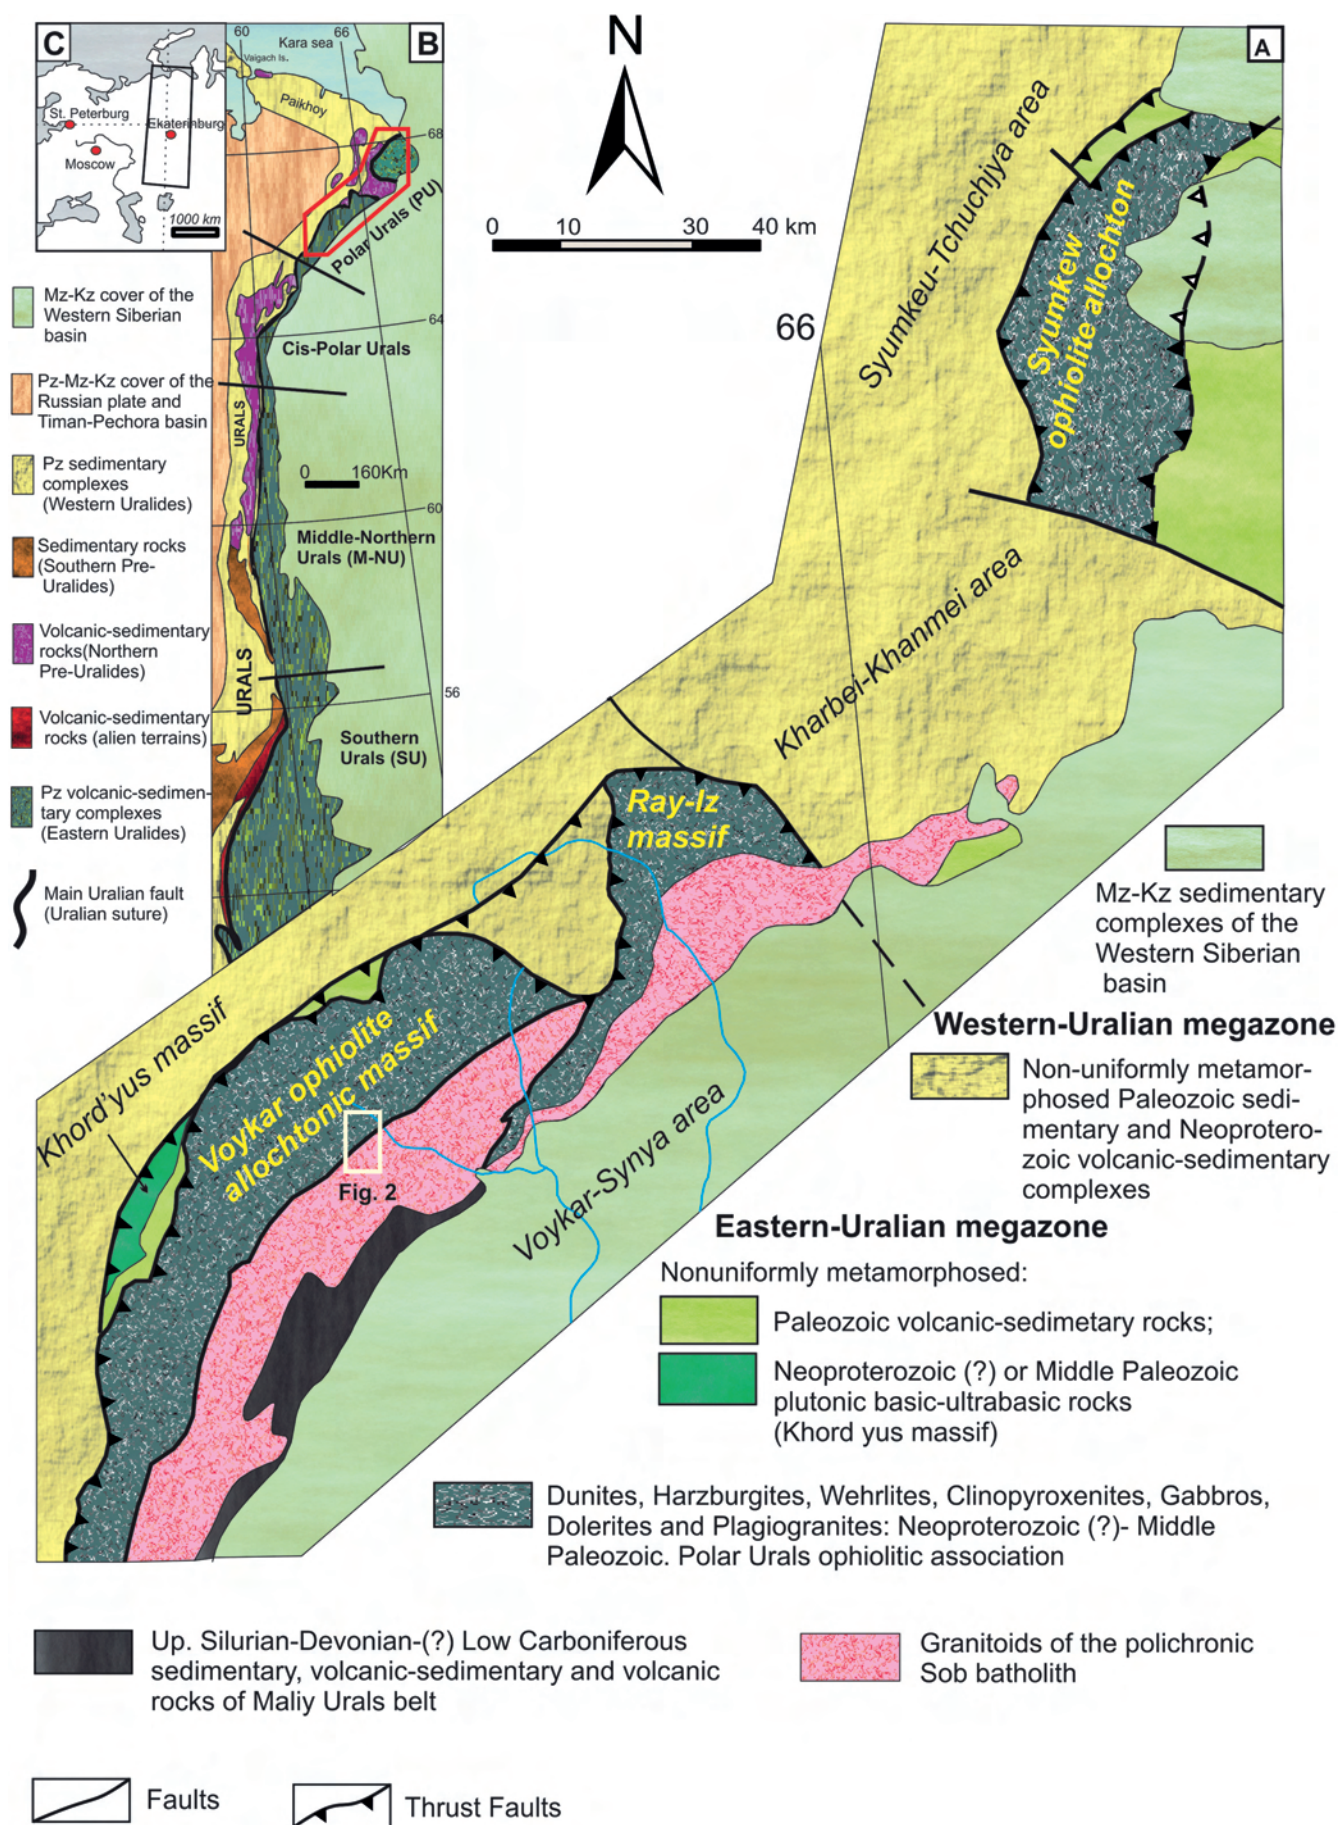 C
60
66
Kara sea
B
Vaigach Is.
Paikhoy
St. Peterburg
Ekaterinburg
Moscow
1000 km
68
Polar Urals (PU)
64
Cis-Polar Urals
URALS
0 160Km
60
Middle-Northern
Urals (M-NU)
URALS
56
Southern
Urals (SU)
Mz-Kz cover of the
Western Siberian
basin
Pz-Mz-Kz cover of the
Russian plate and
Timan-Pechora basin
Pz sedimentary
complexes
(Western Uralides)
Sedimentary rocks
(Southern Pre-
Uralides)
Volcanic-sedimentary
rocks(Northern
Pre-Uralides)
Volcanic-sedimentary
rocks (alien terrains)
Pz volcanic-sedimen-
tary complexes
(Eastern Uralides)
Main Uralian fault
(Uralian suture)
N
0 10 20 40 km
A
66
Syumkeu-Tchuchjya area
Syumkew
ophiolite allochton
Kharbei-Khanmei area
Ray-Iz
massif
Khord'yus massif
Voykar ophiolite
allochtonic massif
Fig. 2
Voykar-Synya area
Mz-Kz sedimentary
complexes of the
Western Siberian
basin
Western-Uralian megazone
Non-uniformly metamor-
phosed Paleozoic sedi-
mentary and Neoprotero-
zoic volcanic-sedimentary
complexes
Eastern-Uralian megazone
Nonuniformly metamorphosed:
Paleozoic volcanic-sedimetary rocks;
Neoproterozoic (?) or Middle Paleozoic
plutonic basic-ultrabasic rocks
(Khord yus massif)
Dunites, Harzburgites, Wehrlites, Clinopyroxenites, Gabbros,
Dolerites and Plagiogranites: Neoproterozoic (?)- Middle
Paleozoic. Polar Urals ophiolitic association
Up. Silurian-Devonian-(?) Low Carboniferous
sedimentary, volcanic-sedimentary and volcanic
rocks of Maliy Urals belt
Granitoids of the polichronic
Sob batholith
Faults
Thrust Faults